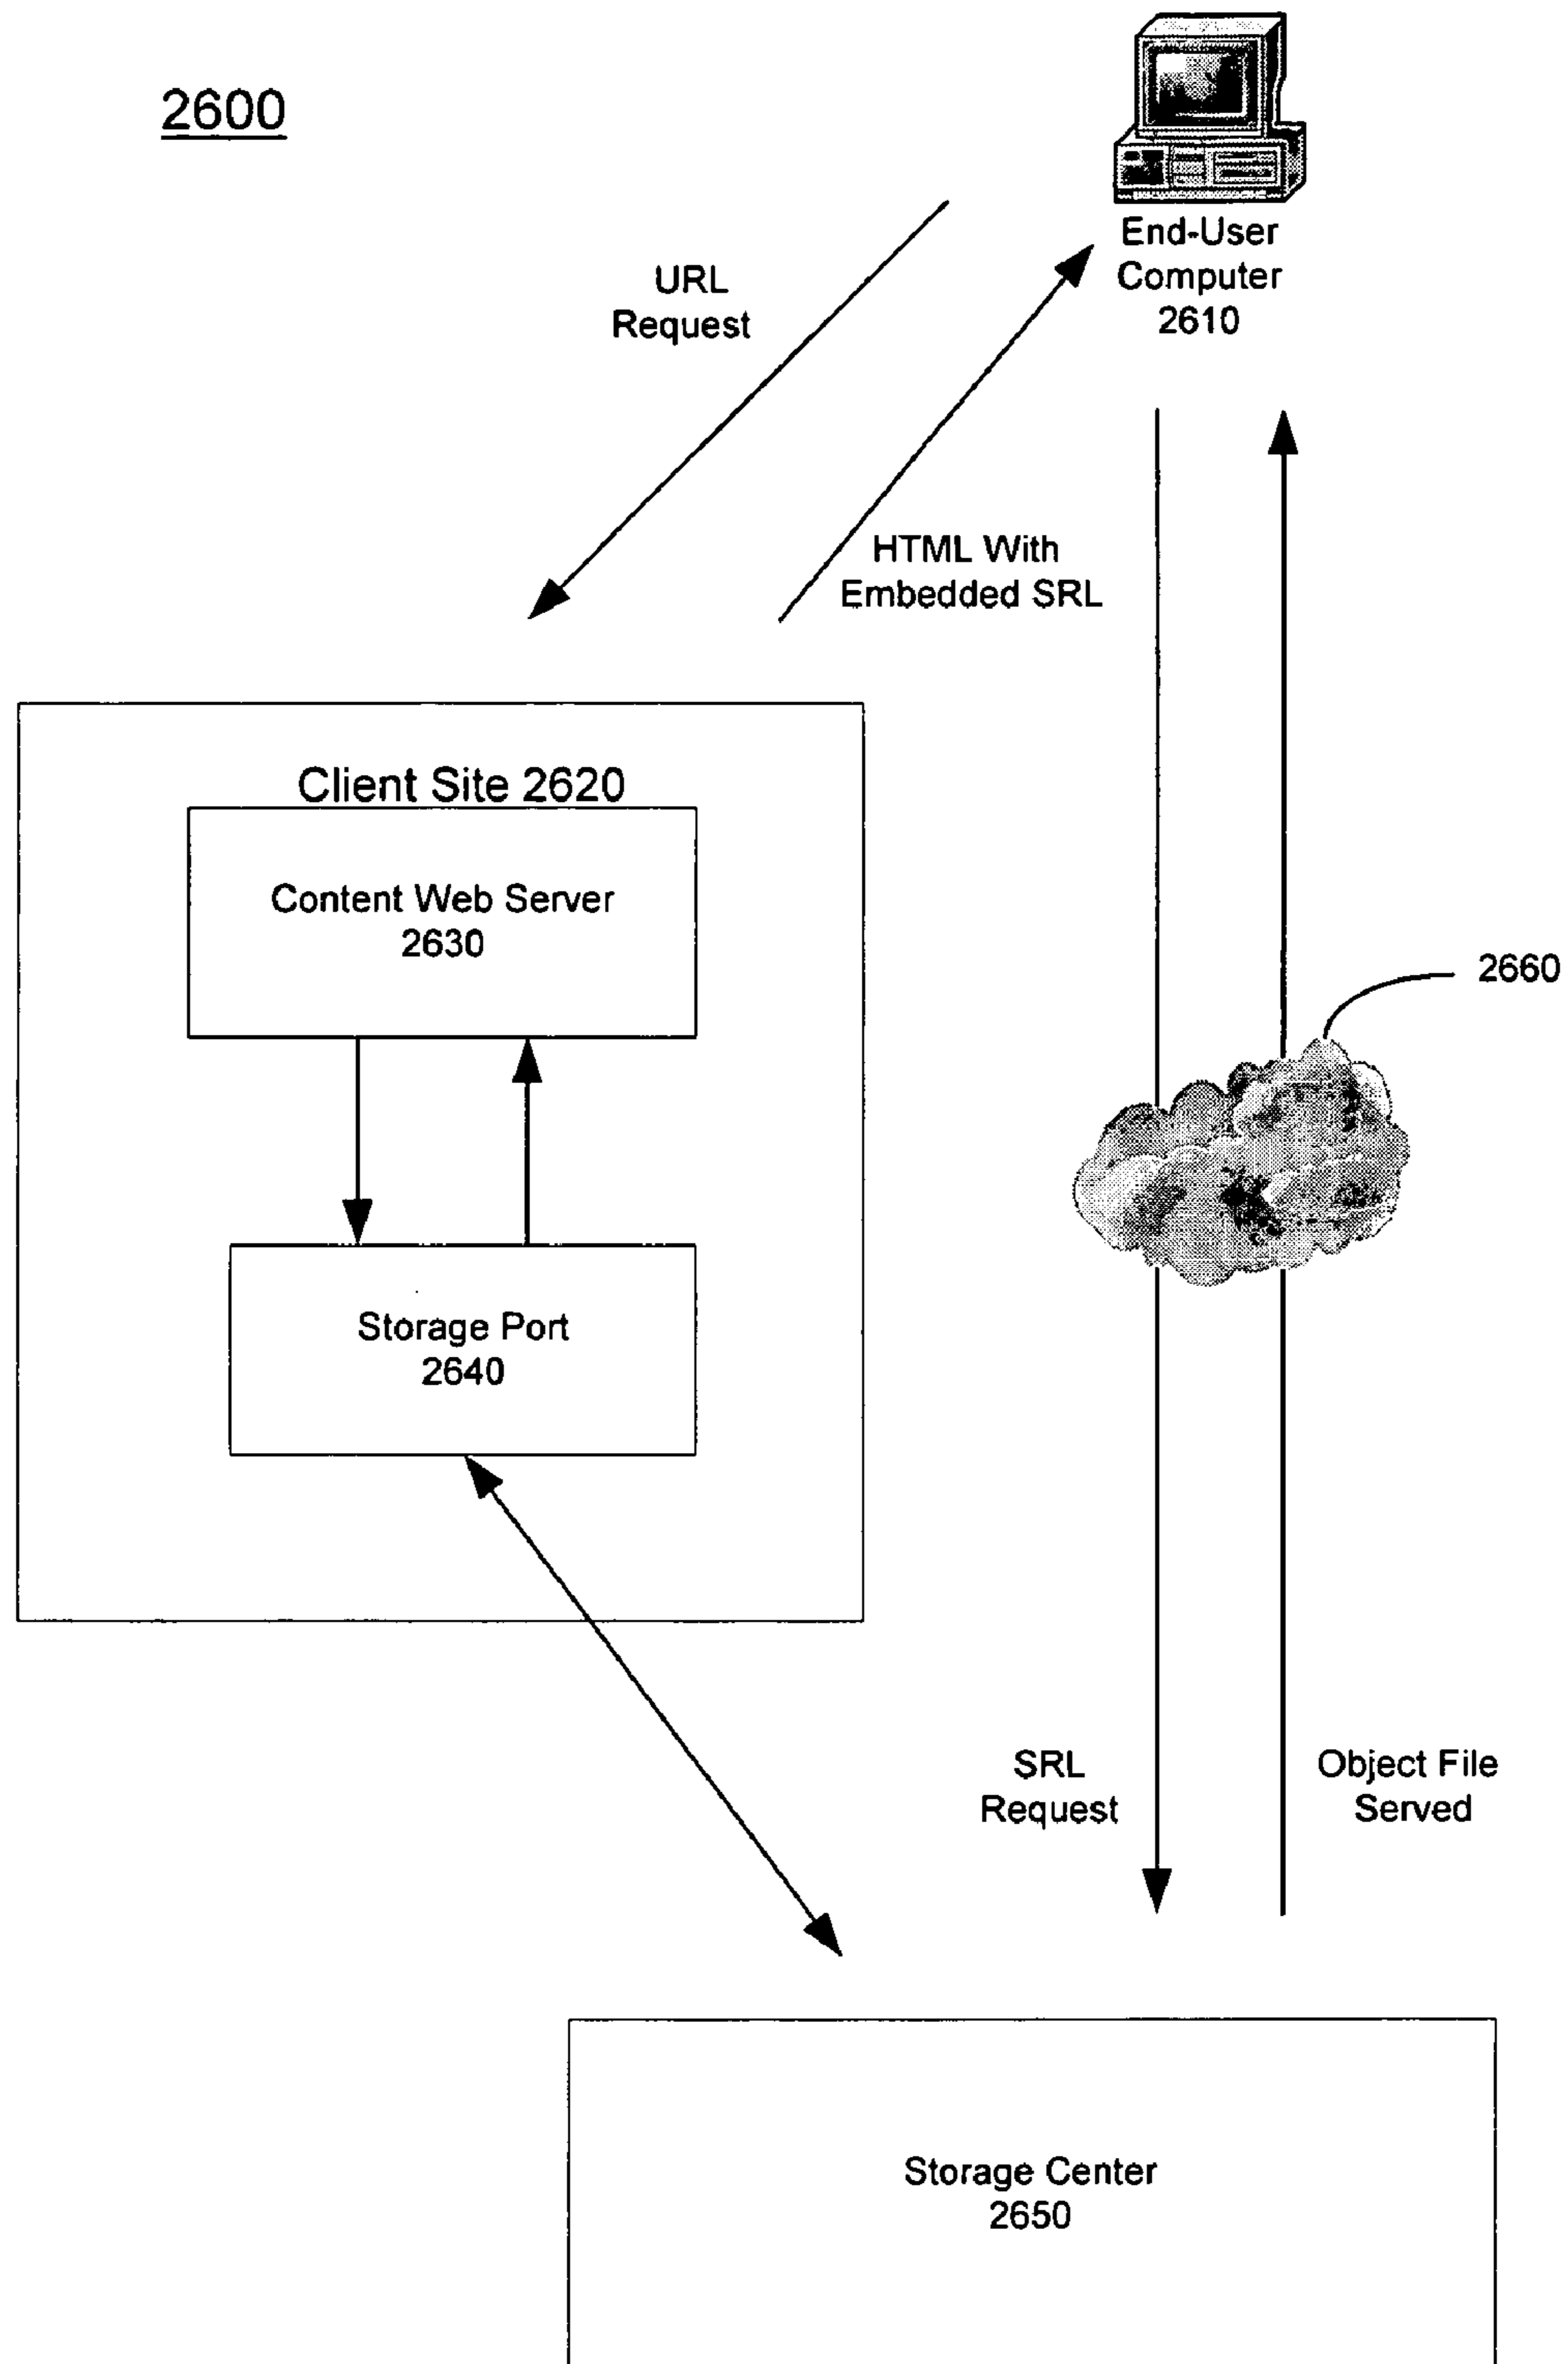 2600
End-User
Computer
2610
URL
Request
HTML With
Embedded SRL
Client Site 2620
Content Web Server
2630
2660
Storage Port
2640
SRL
Request
Object File
Served
Storage Center
2650